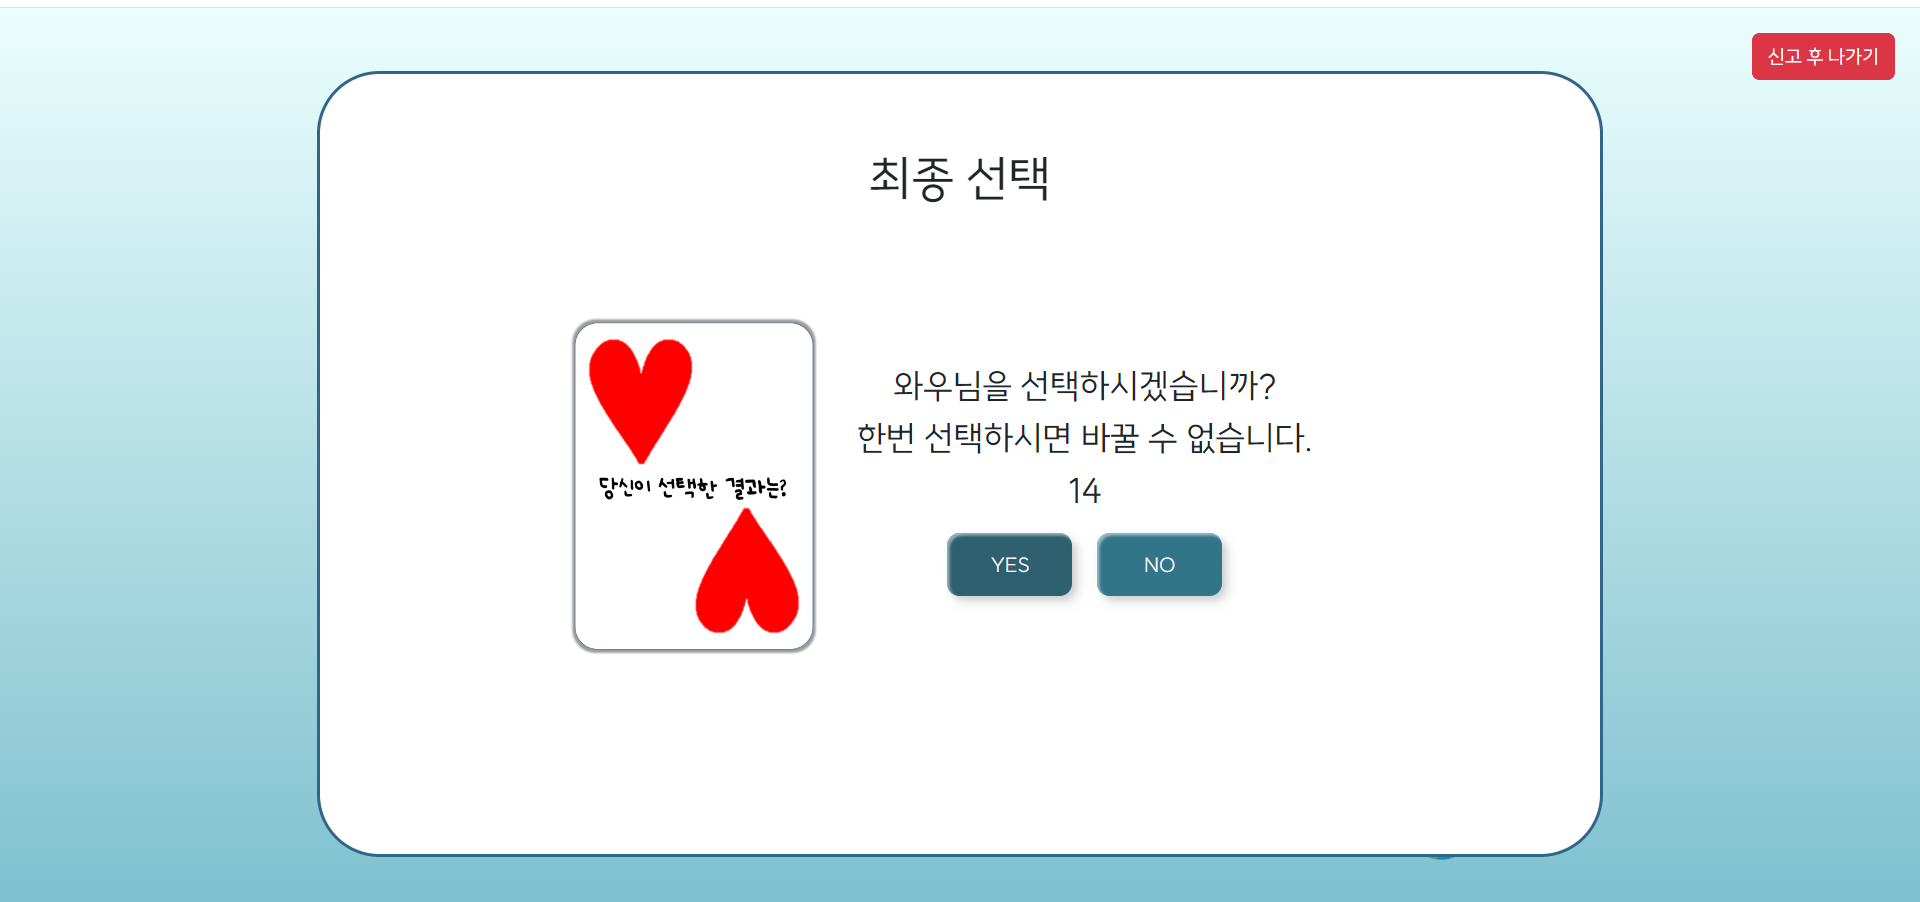 신고 후 나가기
최종 선택
당신이 선택한 결과는?
와우님을 선택하시겠습니까?
한번 선택하시면 바꿀 수 없습니다.
14
YES
NO